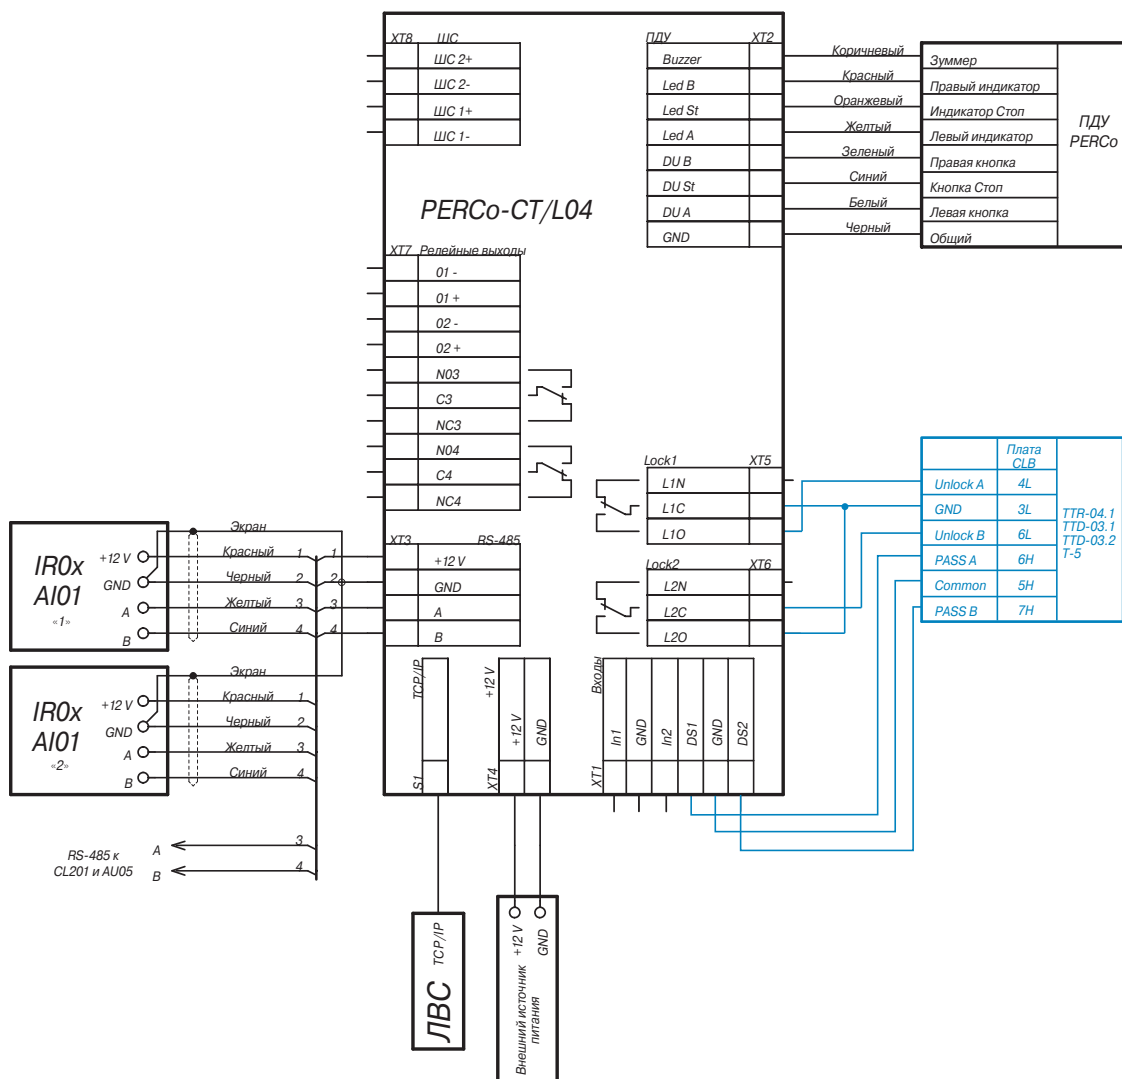 XT8 ШС
ШС 2+
ШС 2-
ШС 1+
ШС 1-
ПДУ XT2
Buzzer
Led B
Led St
Led A
DU B
DU St
DU A
GND
Коричневый
Красный
Оранжевый
Желтый
Зеленый
Синий
Белый
Черный
Зуммер
Правый индикатор
Индикатор Стоп
Левый индикатор
Правая кнопка
Кнопка Стоп
Левая кнопка
Общий
ПДУ
PERCo
PERCo-CT/L04
XT7 Релейные выходы
01 -
01 +
02 -
02 +
N03
C3
NC3
N04
C4
NC4
Lock1 XT5
L1N
L1C
L1O
Lock2 XT6
L2N
L2C
L2O
Плата
CLB
Unlock A 4L
GND 3L
Unlock B 6L
PASS A 6H
Common 5H
PASS B 7H
TTR-04.1
TTD-03.1
TTD-03.2
T-5
XT3 RS-485
+12 V
GND
A
B
IR0x
AI01
«1»
+12 V
GND
A
B
Экран
Красный 1 1
Черный 2 2
Желтый 3 3
Синий 4 4
IR0x
AI01
«2»
+12 V
GND
A
B
Экран
Красный 1
Черный 2
Желтый 3
Синий 4
RS-485 к
CL201 и AU05
A 3
B 4
S1 TCP/IP
XT4 +12 V
+12 V
GND
XT1 Входы
In1
GND
In2
DS1
GND
DS2
ЛВС TCP/IP
Внешний источник
питания
+12 V
GND